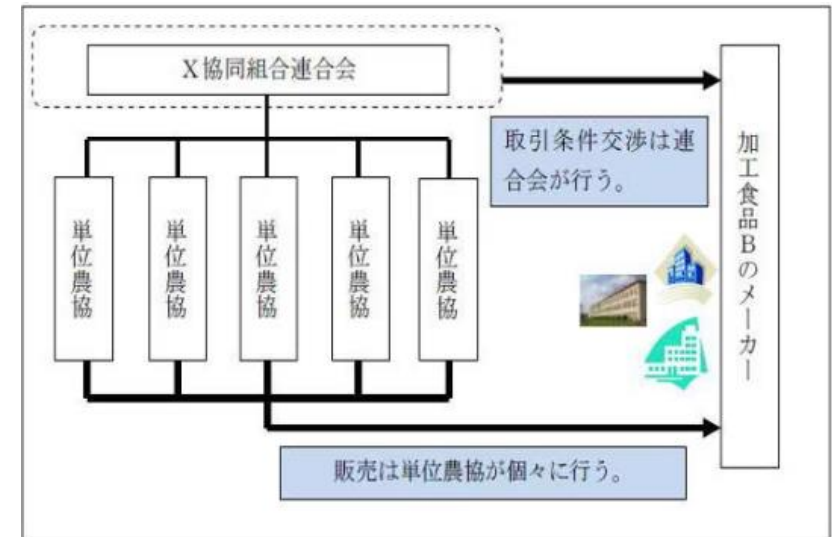 X協同組合連合会
取引条件交渉は連
合会が行う。
単位農協
単位農協
単位農協
単位農協
単位農協
加工食品Bのメーカー
販売は単位農協が個々に行う。